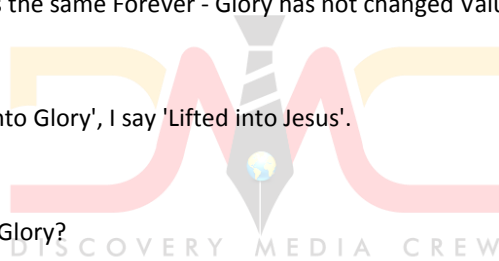 s the same Forever - Glory has not changed Valu
nto Glory', I say 'Lifted into Jesus'.
Glory?
DISCOVERY MEDIA CREW